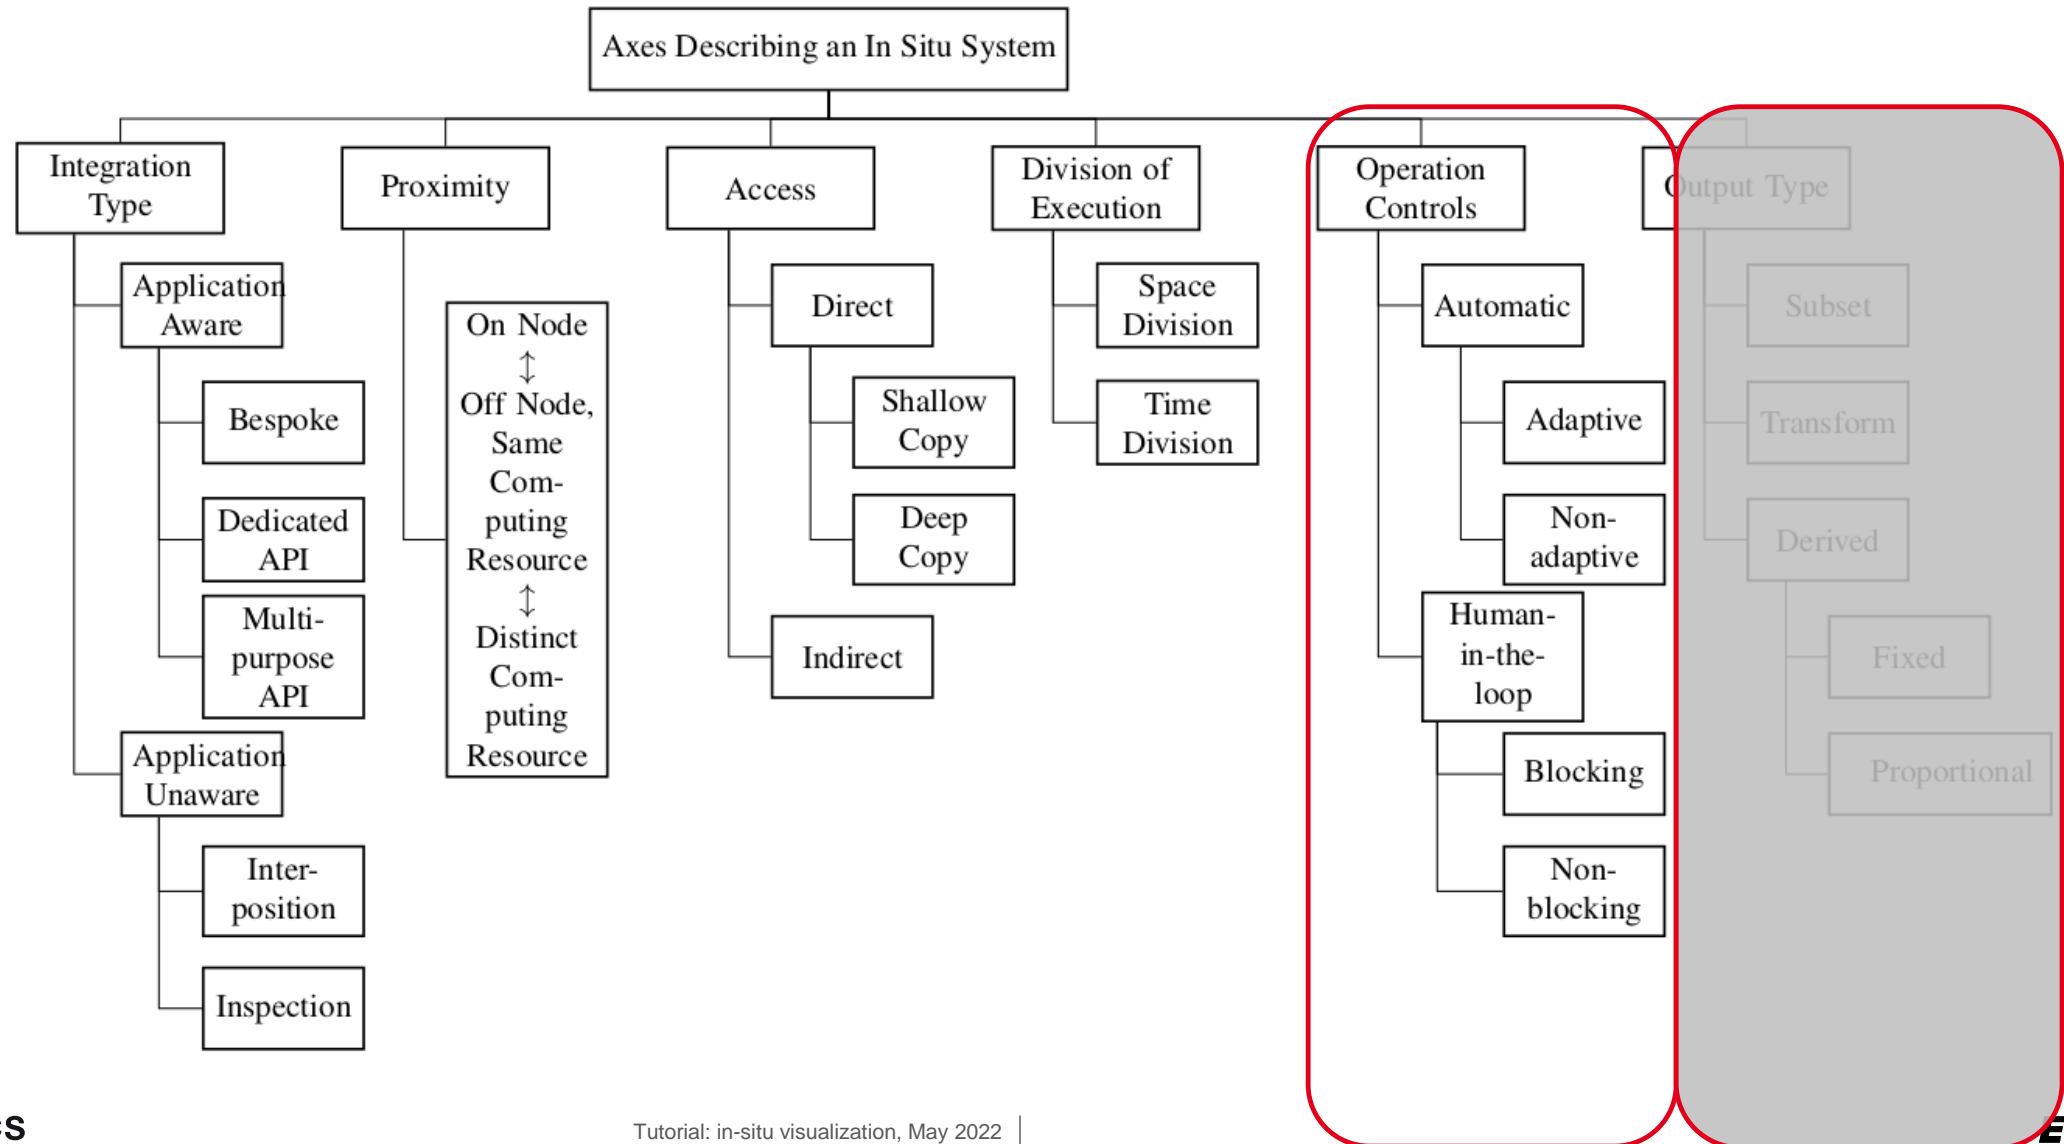 Axes Describing an In Situ System
Integration
Type
Proximity
Access
Division of
Execution
Operation
Controls
Output Type
Application
Aware
Bespoke
Dedicated
API
Multi-
purpose
API
Application
Unaware
Inter-
position
Inspection
On Node
↕
Off Node,
Same
Com-
puting
Resource
↕
Distinct
Com-
puting
Resource
Direct
Shallow
Copy
Deep
Copy
Indirect
Space
Division
Time
Division
Automatic
Adaptive
Non-
adaptive
Human-
in-the-
loop
Blocking
Non-
blocking
Subset
Transform
Derived
Fixed
Proportional
Tutorial: in-situ visualization, May 2022